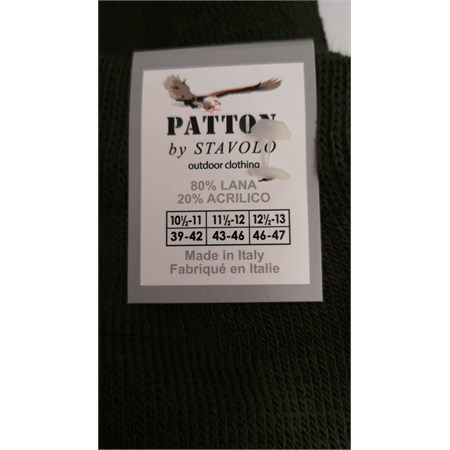 PATTON
by STAVOLO
outdoor clothing
80% LANA
20% ACRILICO
10½-11 11½-12 12½-13
39-42 43-46 46-47
Made in Italy
Fabriqué en Italie